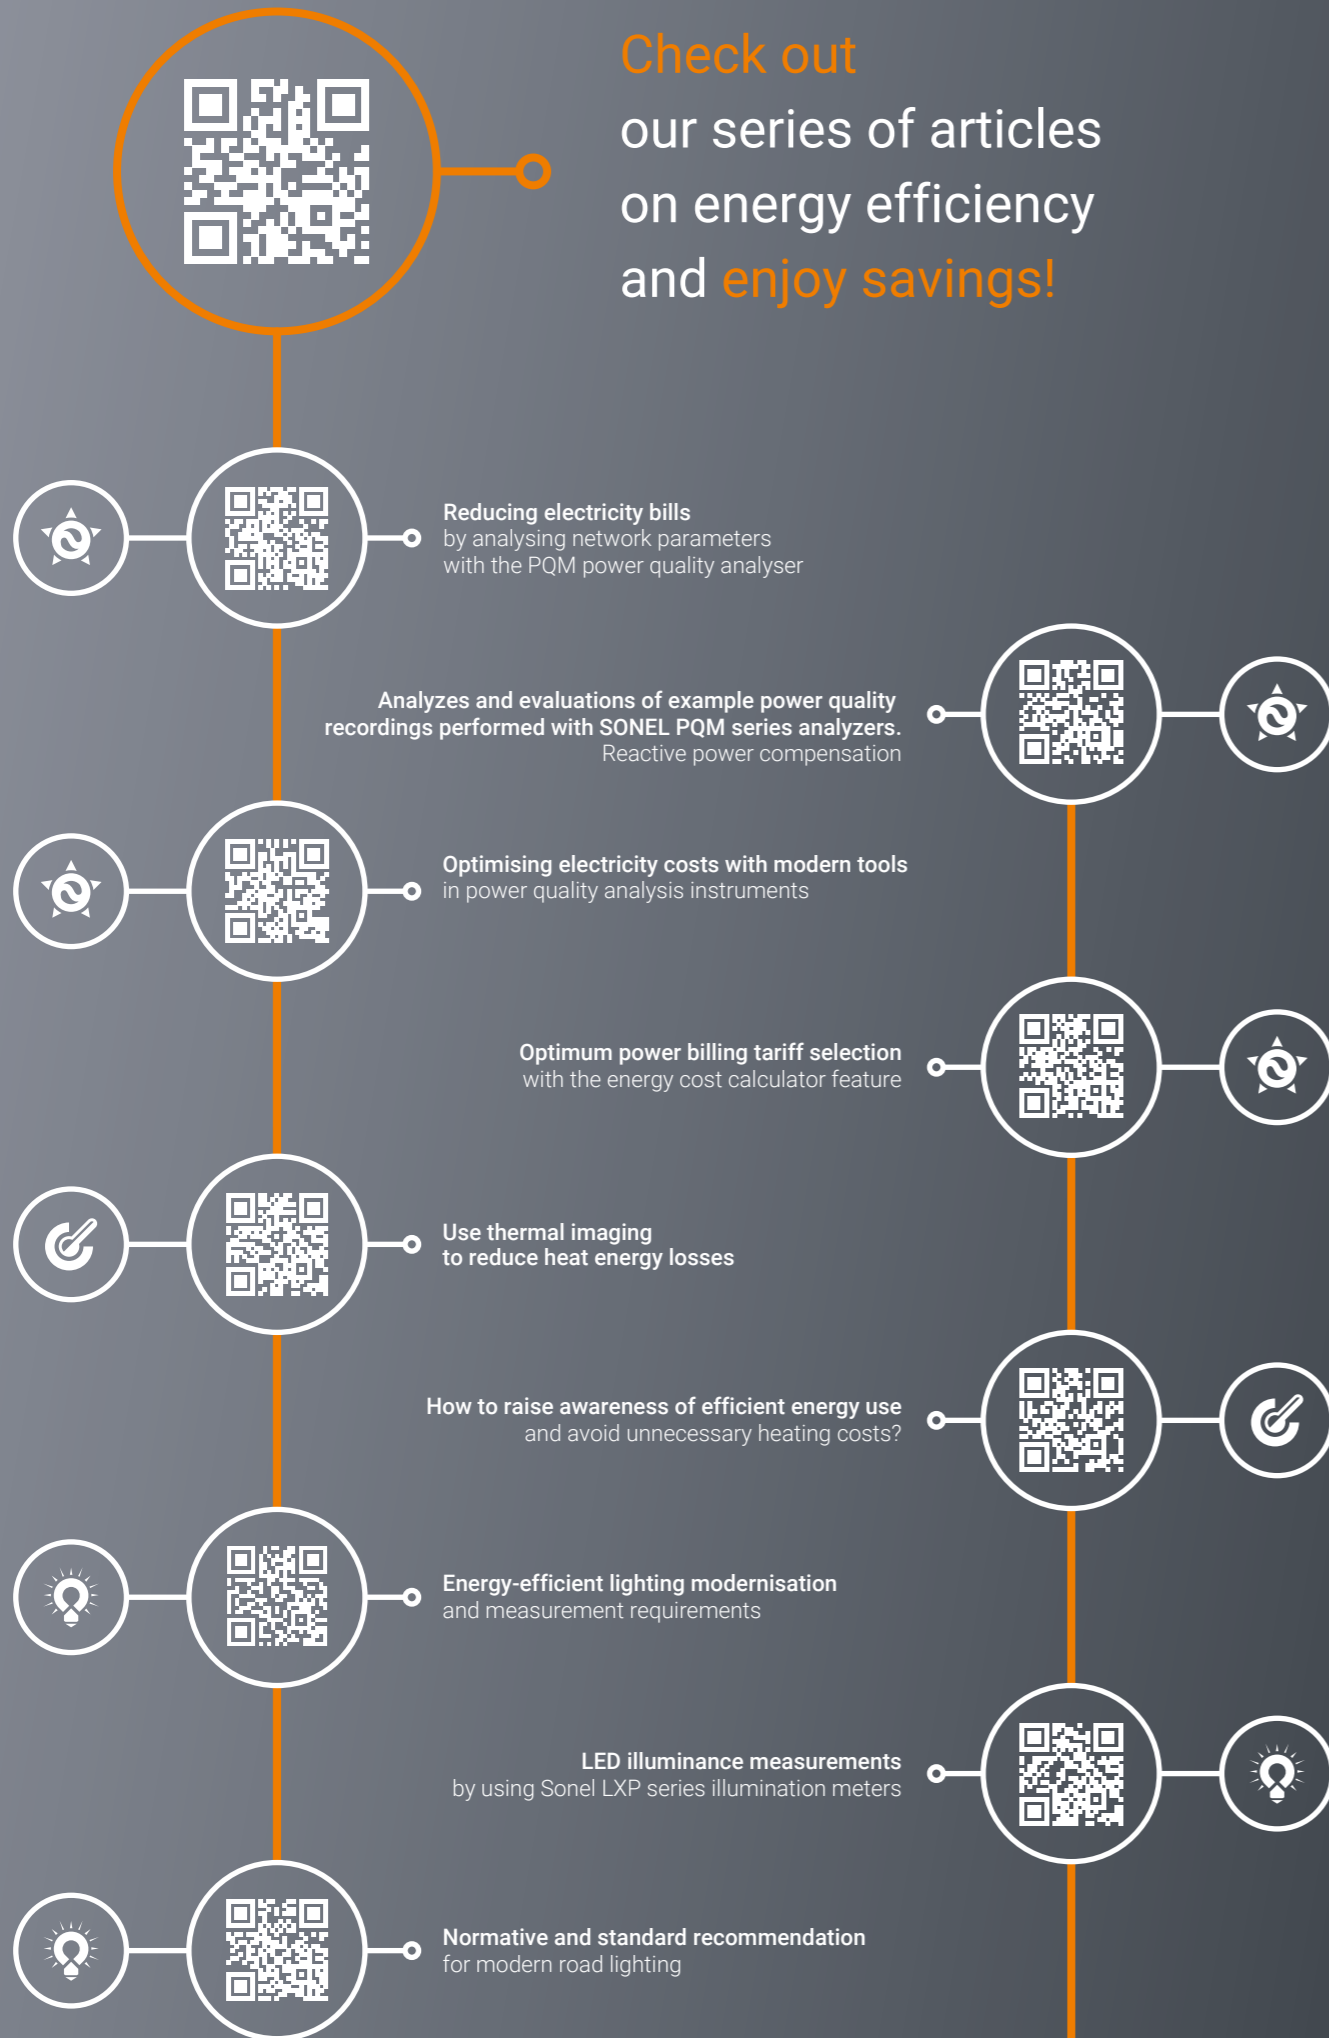 Check out
our series of articles
on energy efficiency
and enjoy savings!
Reducing electricity bills
by analysing network parameters
with the PQM power quality analyser
Analyzes and evaluations of example power quality
recordings performed with SONEL PQM series analyzers.
Reactive power compensation
Optimising electricity costs with modern tools
in power quality analysis instruments
Optimum power billing tariff selection
with the energy cost calculator feature
Use thermal imaging
to reduce heat energy losses
How to raise awareness of efficient energy use
and avoid unnecessary heating costs?
Energy-efficient lighting modernisation
and measurement requirements
LED illuminance measurements
by using Sonel LXP series illumination meters
Normative and standard recommendation
for modern road lighting